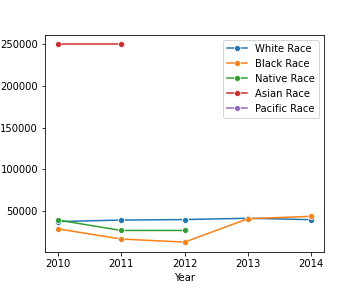 250000
200000
150000
100000
50000
White Race
Black Race
Native Race
Asian Race
Pacific Race
2010 2011 2012 2013 2014
Year